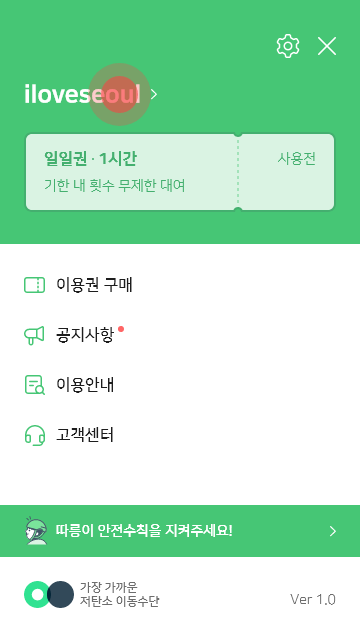 iloveseoul
일일권 · 1시간
사용전
기한 내 횟수 무제한 대여
이용권 구매
공지사항
이용안내
고객센터
따릉이 안전수칙을 지켜주세요!
가장 가까운
저탄소 이동수단
Ver 1.0